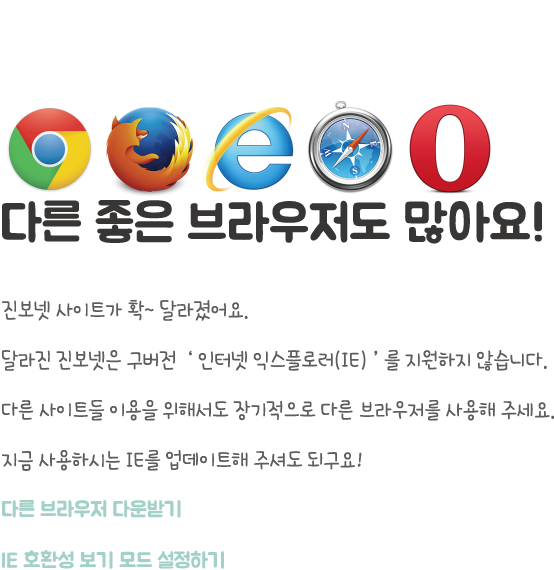 다른 좋은 브라우저도 많아요!
진보넷 사이트가 확~ 달라졌어요.
달라진 진보넷은 구버전 ‘인터넷 익스플로러(IE)’를 지원하지 않습니다.
다른 사이트들 이용을 위해서도 장기적으로 다른 브라우저를 사용해 주세요.
지금 사용하시는 IE를 업데이트해 주셔도 되구요!
다른 브라우저 다운받기
IE 호환성 보기 모드 설정하기